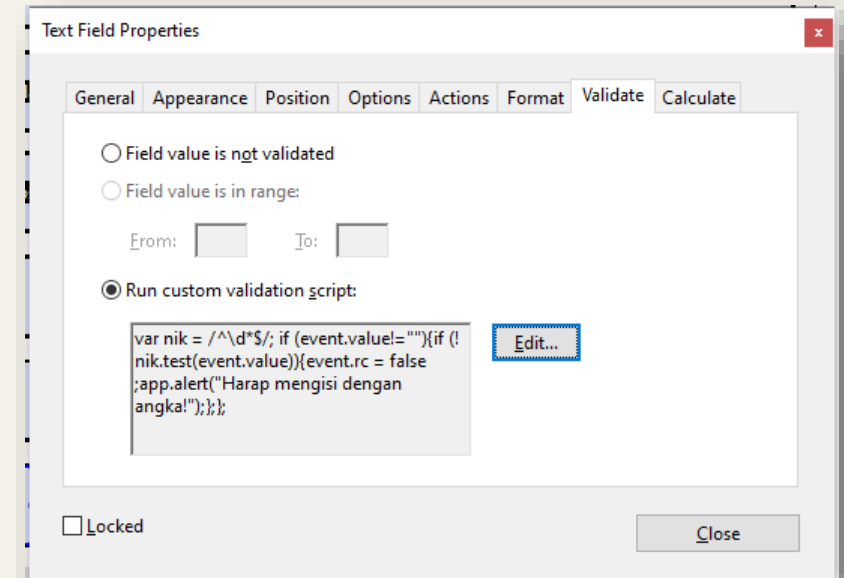 Text Field Properties
x
General Appearance Position Options Actions Format Validate Calculate
Field value is not validated
Field value is in range:
From: To:
Run custom validation script:
var nik = /^\d*$/; if (event.value!=""){if (!
nik.test(event.value)){event.rc = false
;app.alert("Harap mengisi dengan
angka!");};};
Edit...
Locked
Close